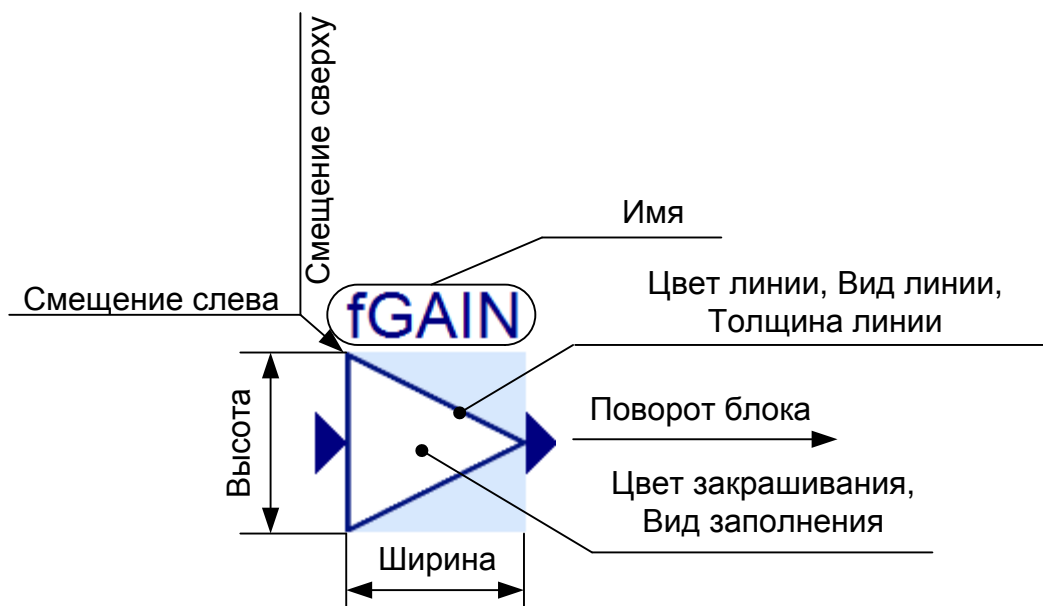 Смещение сверху
Имя
Цвет линии, Вид линии,
Толщина линии
Смещение слева
fGAIN
Поворот блока
Высота
Цвет закрашивания,
Вид заполнения
Ширина